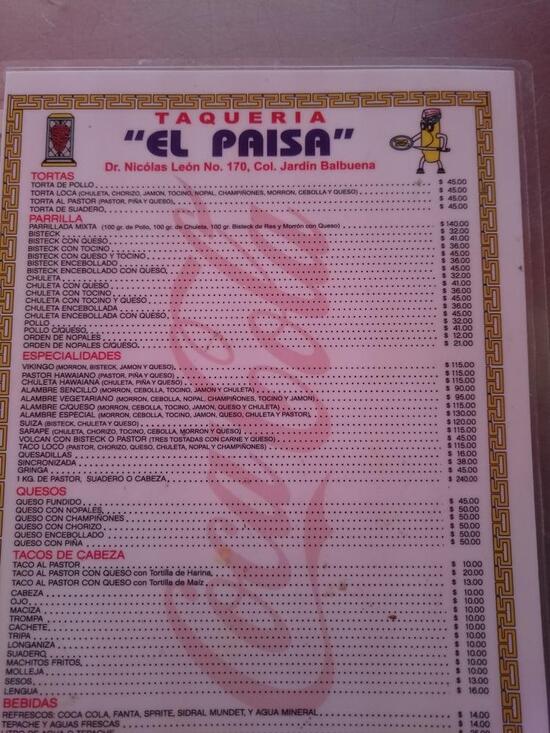 TAQUERIA
"EL PAISA"
Dr. Nicólas León No. 170, Col. Jardín Balbuena
TORTAS
TORTA DE POLLO $ 45.00
TORTA LOCA (CHULETA, CHORIZO, JAMON, TOCINO, NOPAL, CHAMPIÑONES, MORRON, CEBOLLA Y QUESO) $ 45.00
TORTA AL PASTOR (PASTOR, PIÑA Y QUESO) $ 45.00
TORTA DE SUADERO $ 45.00
PARRILLA
PARRILLADA MIXTA (100 gr. de Pollo, 100 gr. de Chuleta, 100 gr. Bisteck de Res y Morrón con Queso) $140.00
BISTECK $ 32.00
BISTECK CON QUESO $ 41.00
BISTECK CON TOCINO $ 36.00
BISTECK CON QUESO Y TOCINO $ 45.00
BISTECK ENCEBOLLADO $ 36.00
BISTECK ENCEBOLLADO CON QUESO $ 45.00
CHULETA $ 32.00
CHULETA CON QUESO $ 41.00
CHULETA CON TOCINO $ 36.00
CHULETA CON TOCINO Y QUESO $ 45.00
CHULETA ENCEBOLLADA $ 36.00
CHULETA ENCEBOLLADA CON QUESO $ 45.00
POLLO $ 32.00
POLLO C/QUESO $ 41.00
ORDEN DE NOPALES $ 12.00
ORDEN DE NOPALES C/QUESO $ 21.00
ESPECIALIDADES
VIKINGO (MORRON, BISTECK, JAMON Y QUESO) $115.00
PASTOR HAWAIANO (PASTOR, PIÑA Y QUESO) $115.00
CHULETA HAWAIANA (CHULETA, PIÑA Y QUESO) $115.00
ALAMBRE SENCILLO (MORRON, CEBOLLA, TOCINO, JAMON Y CHULETA) $ 90.00
ALAMBRE VEGETARIANO (MORRON, CEBOLLA, NOPAL, CHAMPIÑONES, TOCINO Y JAMON) $ 95.00
ALAMBRE C/QUESO (MORRON, CEBOLLA, TOCINO, JAMON, QUESO Y CHULETA) $115.00
ALAMBRE ESPECIAL (MORRON, CEBOLLA, TOCINO, JAMON, QUESO, CHULETA Y PASTOR) $130.00
SUIZA (BISTECK, CHULETA Y QUESO) $120.00
SARAPE (CHULETA, CHORIZO, TOCINO, CEBOLLA, MORRON Y QUESO) $115.00
VOLCAN CON BISTECK O PASTOR (TRES TOSTADAS CON CARNE Y QUESO) $ 45.00
TACO LOCO (PASTOR, CHORIZO, QUESO, CHULETA, NOPAL Y CHAMPIÑONES) $115.00
QUESADILLAS $ 16.00
SINCRONIZADA $ 38.00
GRINGA $ 45.00
1 KG. DE PASTOR, SUADERO O CABEZA $ 240.00
QUESOS
QUESO FUNDIDO $ 45.00
QUESO CON NOPALES $ 50.00
QUESO CON CHAMPIÑONES $ 50.00
QUESO CON CHORIZO $ 50.00
QUESO ENCEBOLLADO $ 50.00
QUESO CON PIÑA $ 50.00
TACOS DE CABEZA
TACO AL PASTOR $ 10.00
TACO AL PASTOR CON QUESO con Tortilla de Harina $ 20.00
TACO AL PASTOR CON QUESO con Tortilla de Maíz $ 13.00
CABEZA $ 10.00
OJO $ 10.00
MACIZA $ 10.00
TROMPA $ 10.00
CACHETE $ 10.00
TRIPA $ 10.00
LONGANIZA $ 10.00
SUADERO $ 10.00
MACHITOS FRITOS $ 10.00
MOLLEJA $ 10.00
SESOS $ 13.00
LENGUA $ 16.00
BEBIDAS
REFRESCOS: COCA COLA, FANTA, SPRITE, SIDRAL MUNDET, Y AGUA MINERAL $ 14.00
TEPACHE Y AGUAS FRESCAS $ 14.00
LITRO DE AGUA O TEPACHE $ 25.00
Coca-Cola